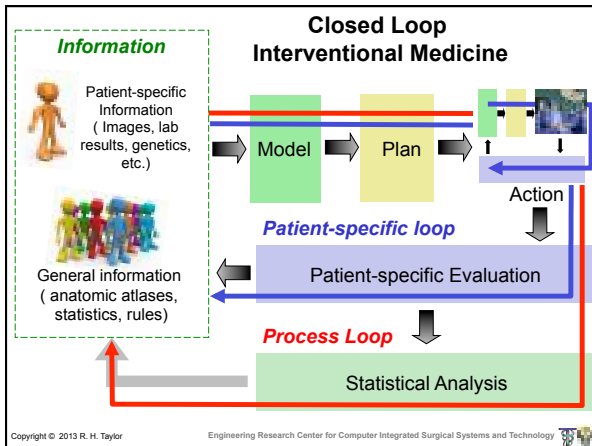 Closed Loop
Interventional Medicine
Information
Patient-specific
Information
( Images, lab
results, genetics,
etc.)
Model
Plan
Action
Patient-specific loop
General information
( anatomic atlases,
statistics, rules)
Patient-specific Evaluation
Process Loop
Statistical Analysis
Copyright © 2013 R. H. Taylor
Engineering Research Center for Computer Integrated Surgical Systems and Technology